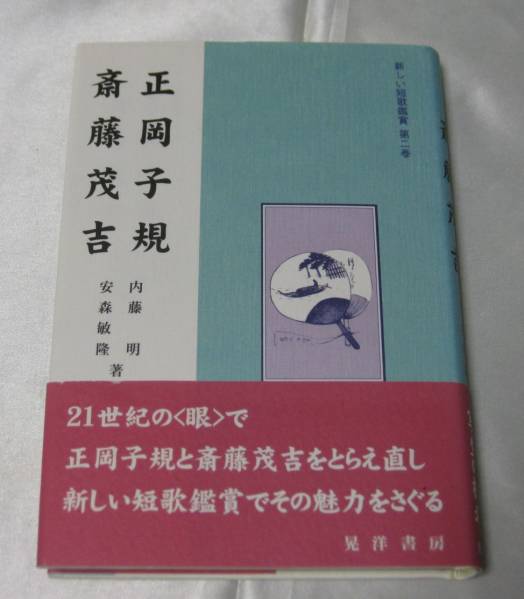 新しい短歌鑑賞 第二巻
正岡子規
斎藤茂吉
内藤 明
安森敏隆 著
21世紀の〈眼〉で
正岡子規と斎藤茂吉をとらえ直し
新しい短歌鑑賞でその魅力をさぐる
晃洋書房